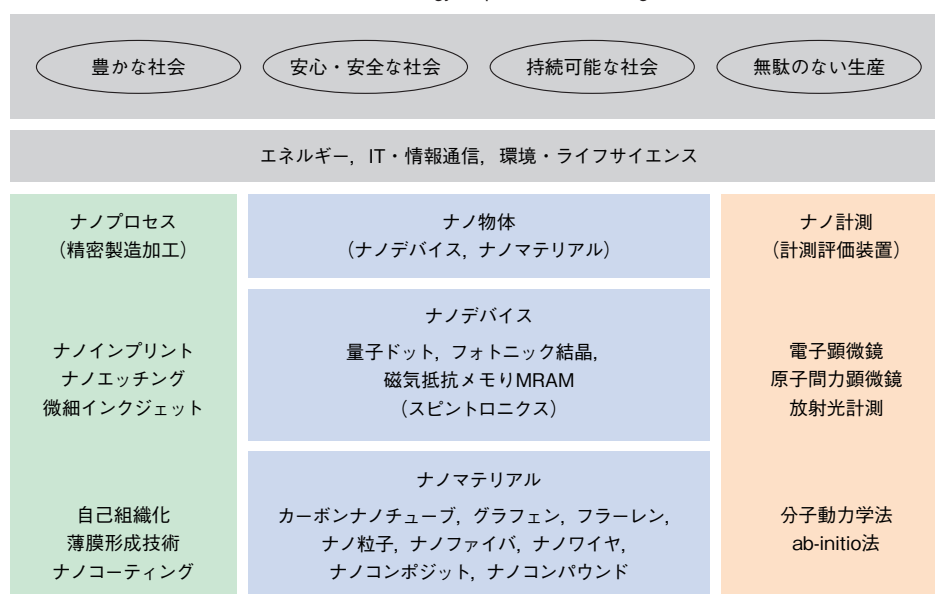 豊かな社会
安心・安全な社会
持続可能な社会
無駄のない生産
エネルギー，IT・情報通信，環境・ライフサイエンス
ナノプロセス
（精密製造加工）
ナノインプリント
ナノエッチング
微細インクジェット
自己組織化
薄膜形成技術
ナノコーティング
ナノ物体
（ナノデバイス，ナノマテリアル）
ナノデバイス
量子ドット，フォトニック結晶，
磁気抵抗メモリMRAM
（スピントロニクス）
ナノマテリアル
カーボンナノチューブ，グラフェン，フラーレン，
ナノ粒子，ナノファイバ，ナノワイヤ，
ナノコンポジット，ナノコンパウンド
ナノ計測
（計測評価装置）
電子顕微鏡
原子間力顕微鏡
放射光計測
分子動力学法
ab-initio法